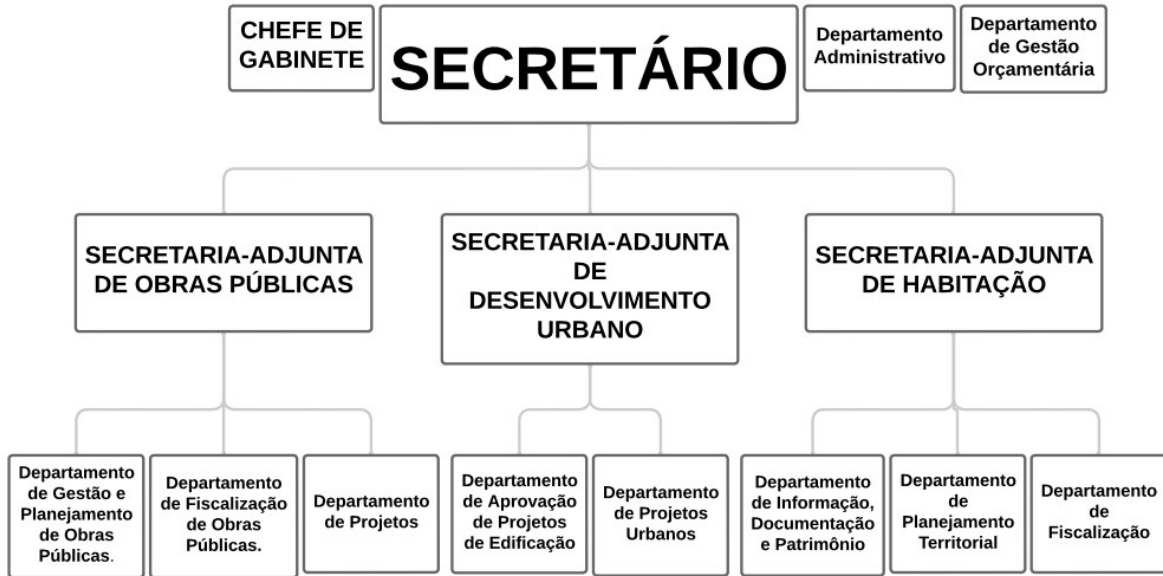 CHEFE DE
GABINETE
SECRETÁRIO
Departamento
Administrativo
Departamento
de Gestão
Orçamentária
SECRETARIA-ADJUNTA
DE OBRAS PÚBLICAS
SECRETARIA-ADJUNTA
DE
DESENVOLVIMENTO
URBANO
SECRETARIA-ADJUNTA
DE HABITAÇÃO
Departamento
de Gestão e
Planejamento
de Obras
Públicas.
Departamento
de Fiscalização
de Obras
Públicas.
Departamento
de Projetos
Departamento
de Aprovação
de Projetos
de Edificação
Departamento
de Projetos
Urbanos
Departamento
de Informação,
Documentação
e Patrimônio
Departamento
de
Planejamento
Territorial
Departamento
de
Fiscalização